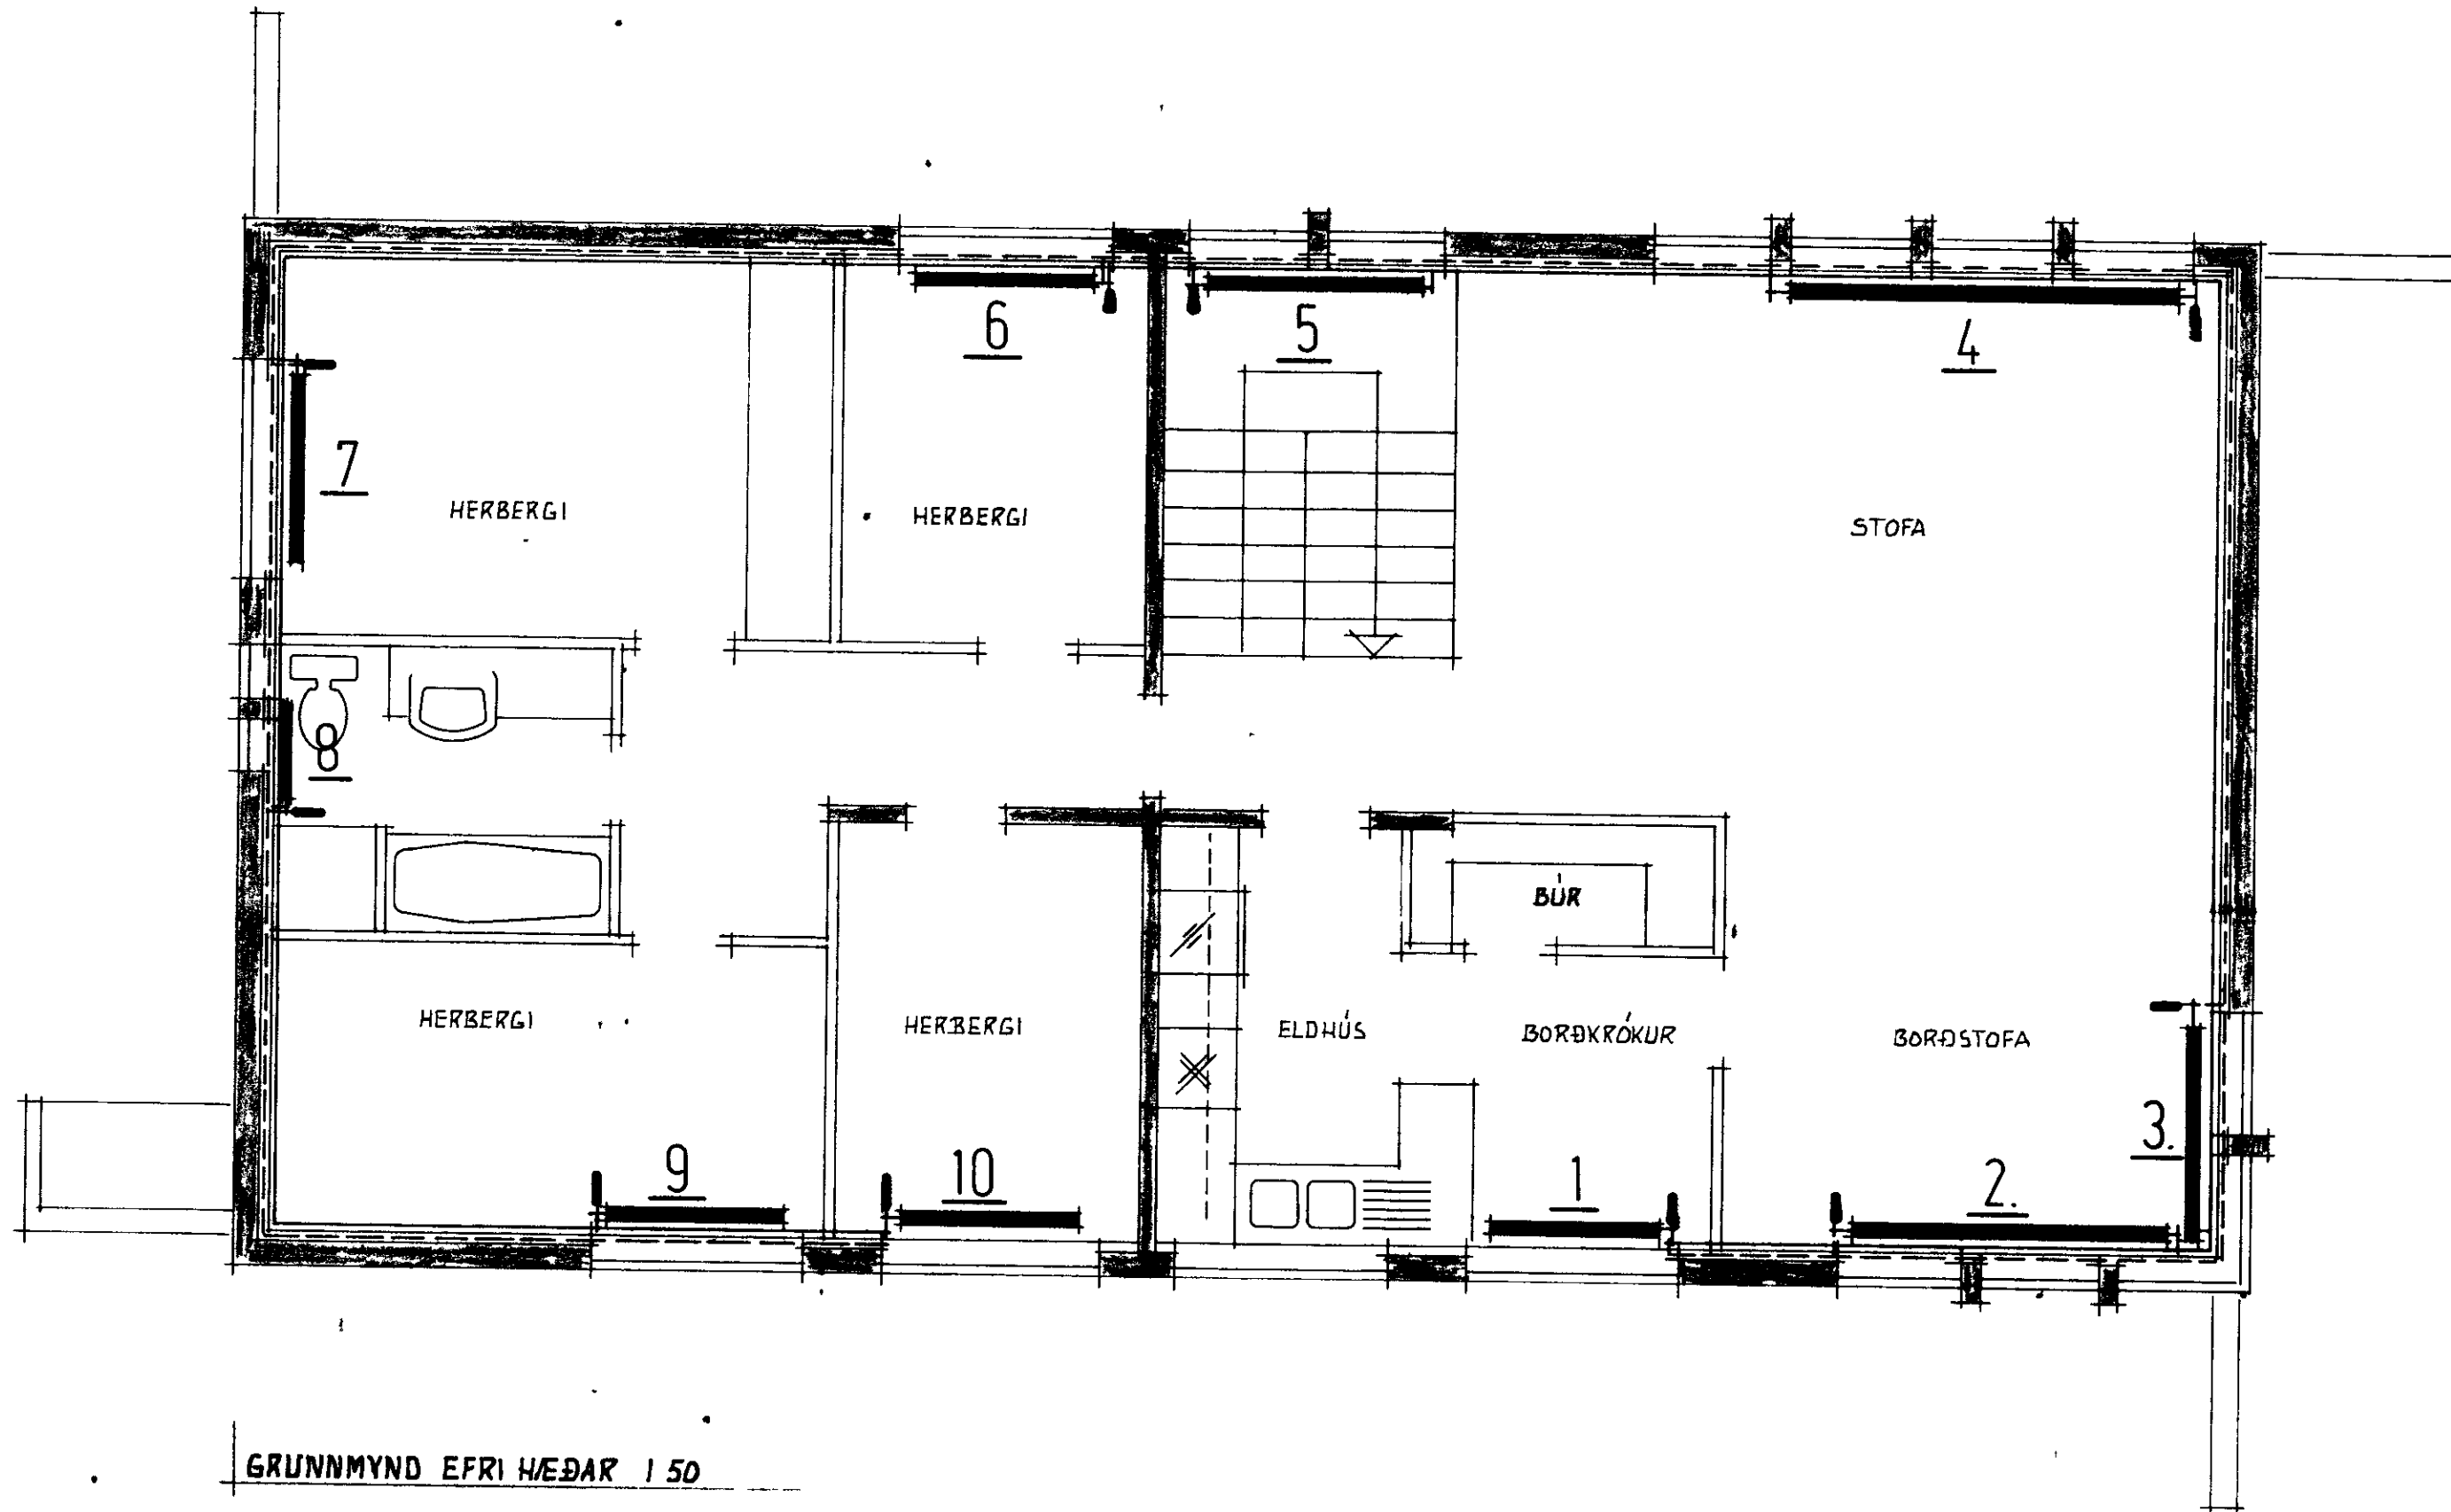 6
5
4
7
HERBERGI
HERBERGI
STOFA
8
BÚR
HERBERGI
HERBERGI
ELDHÚS
BORÐKRÓKUR
BORÐSTOFA
3.
9
10
1
2.
GRUNNMYND EFRI HÆÐAR 1 50